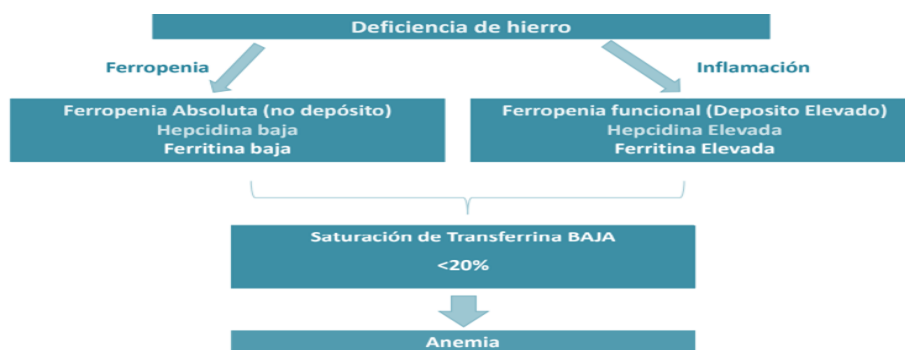 Deficiencia de hierro
Ferropenia
Inflamación
Ferropenia Absoluta (no depósito)
Hepcidina baja
Ferritina baja
Ferropenia funcional (Deposito Elevado)
Hepcidina Elevada
Ferritina Elevada
Saturación de Transferrina BAJA
<20%
Anemia